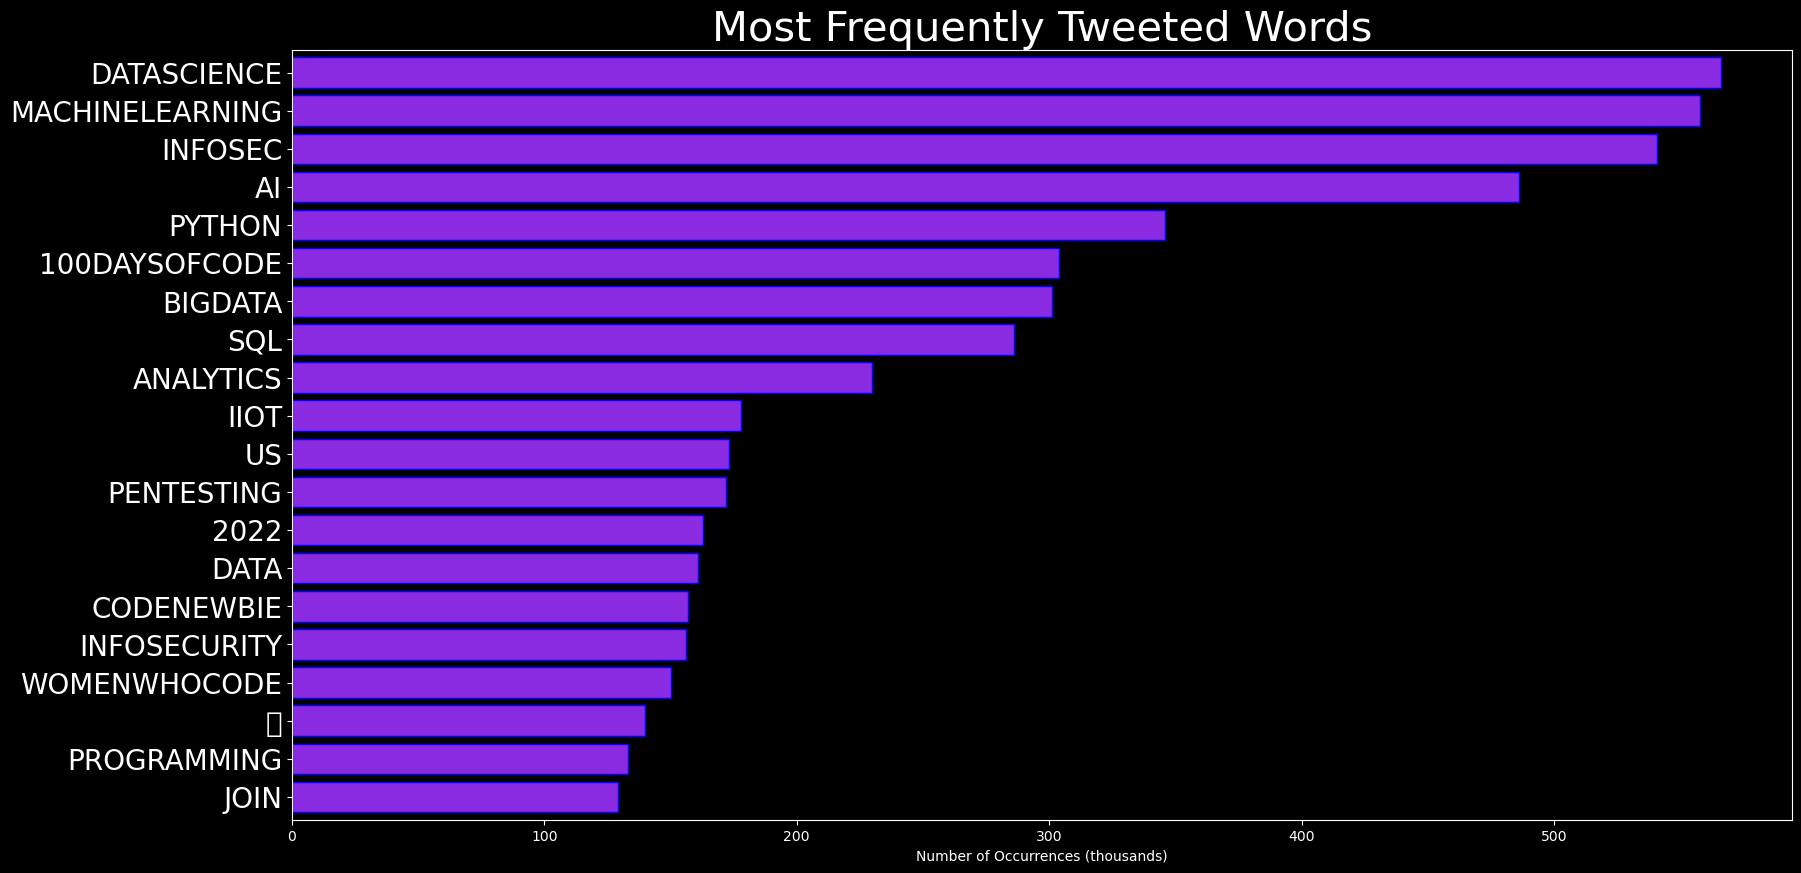 Most Frequently Tweeted Words
DATASCIENCE
MACHINELEARNING
INFOSEC
AI
PYTHON
100DAYSOFCODE
BIGDATA
SQL
ANALYTICS
IIOT
US
PENTESTING
2022
DATA
CODENEWBIE
INFOSECURITY
WOMENWHOCODE
PROGRAMMING
JOIN
0 100 200 300 400 500
Number of Occurrences (thousands)